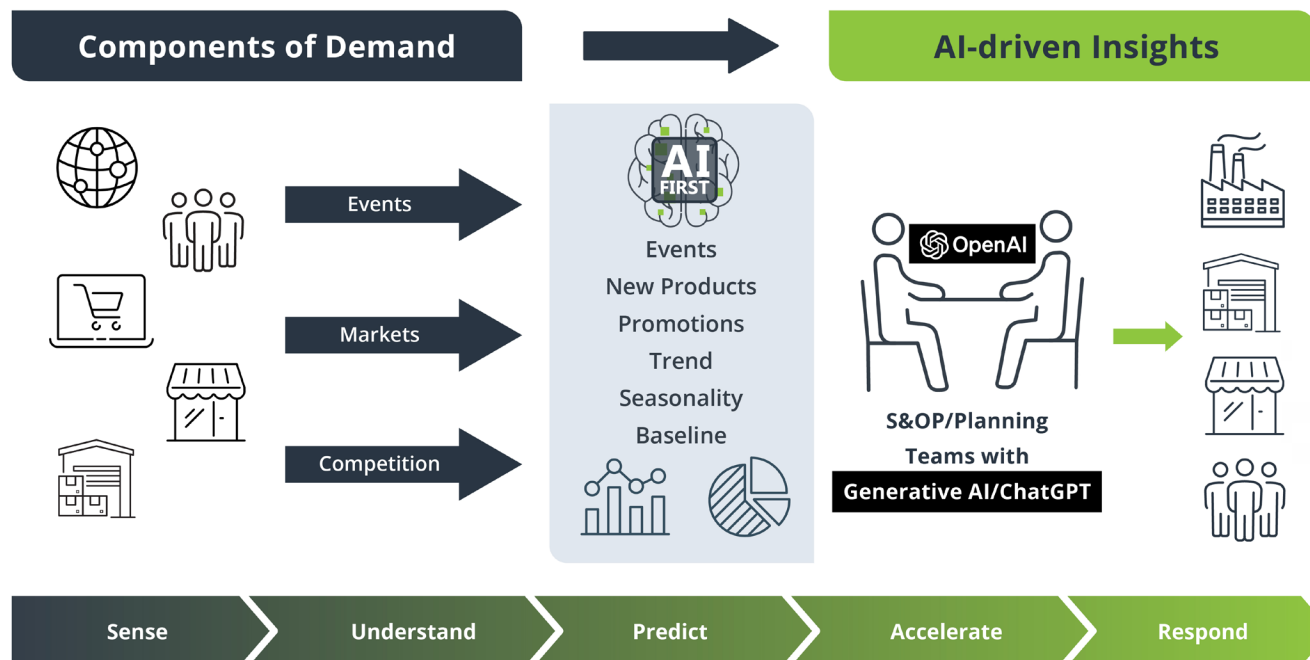 Components of Demand
AI-driven Insights
Events
Markets
Competition
AI
FIRST
Events
New Products
Promotions
Trend
Seasonality
Baseline
OpenAI
S&OP/Planning
Teams with
Generative AI/ChatGPT
Sense
Understand
Predict
Accelerate
Respond